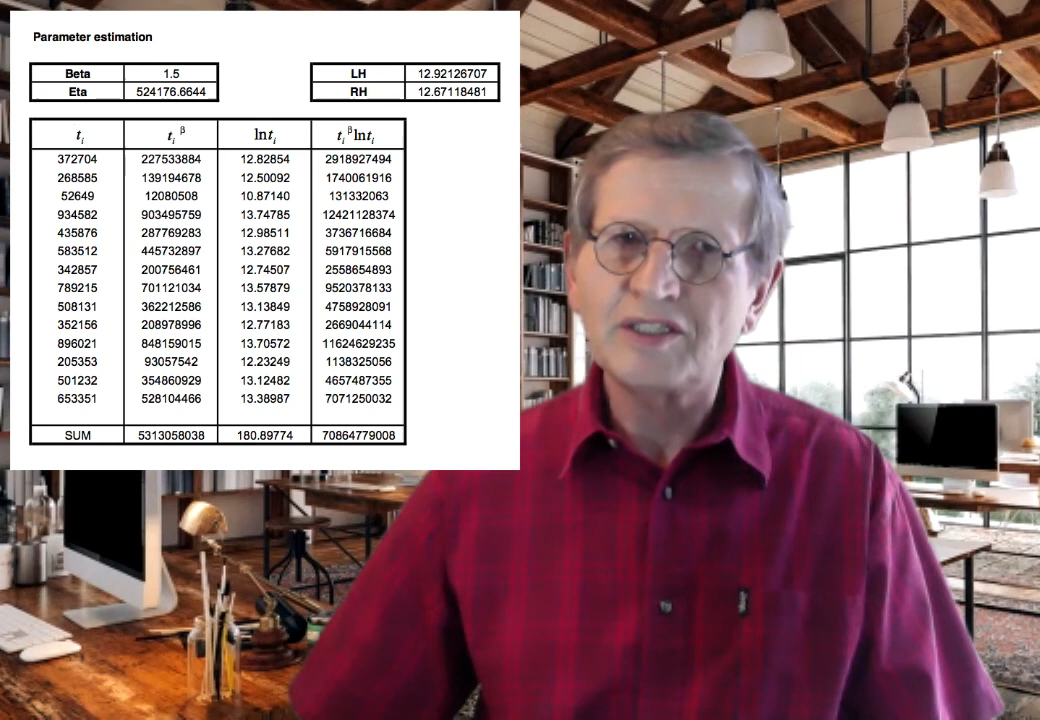 Parameter estimation
Beta 1.5 LH 12.92126707
Eta 524176.6644 RH 12.67118481
tᵢ tᵢᵝ lntᵢ tᵢᵝlntᵢ
372704 227533884 12.82854 2918927494
268585 139194678 12.50092 1740061916
52649 12080508 10.87140 131332063
934582 903495759 13.74785 12421128374
435876 287769283 12.98511 3736716684
583512 445732897 13.27682 5917915568
342857 200756461 12.74507 2558654893
789215 701121034 13.57879 9520378133
508131 362212586 13.13849 4758928091
352156 208978996 12.77183 2669044114
896021 848159015 13.70572 11624629235
205353 93057542 12.23249 1138325056
501232 354860929 13.12482 4657487355
653351 528104466 13.38987 7071250032
SUM 5313058038 180.89774 70864779008